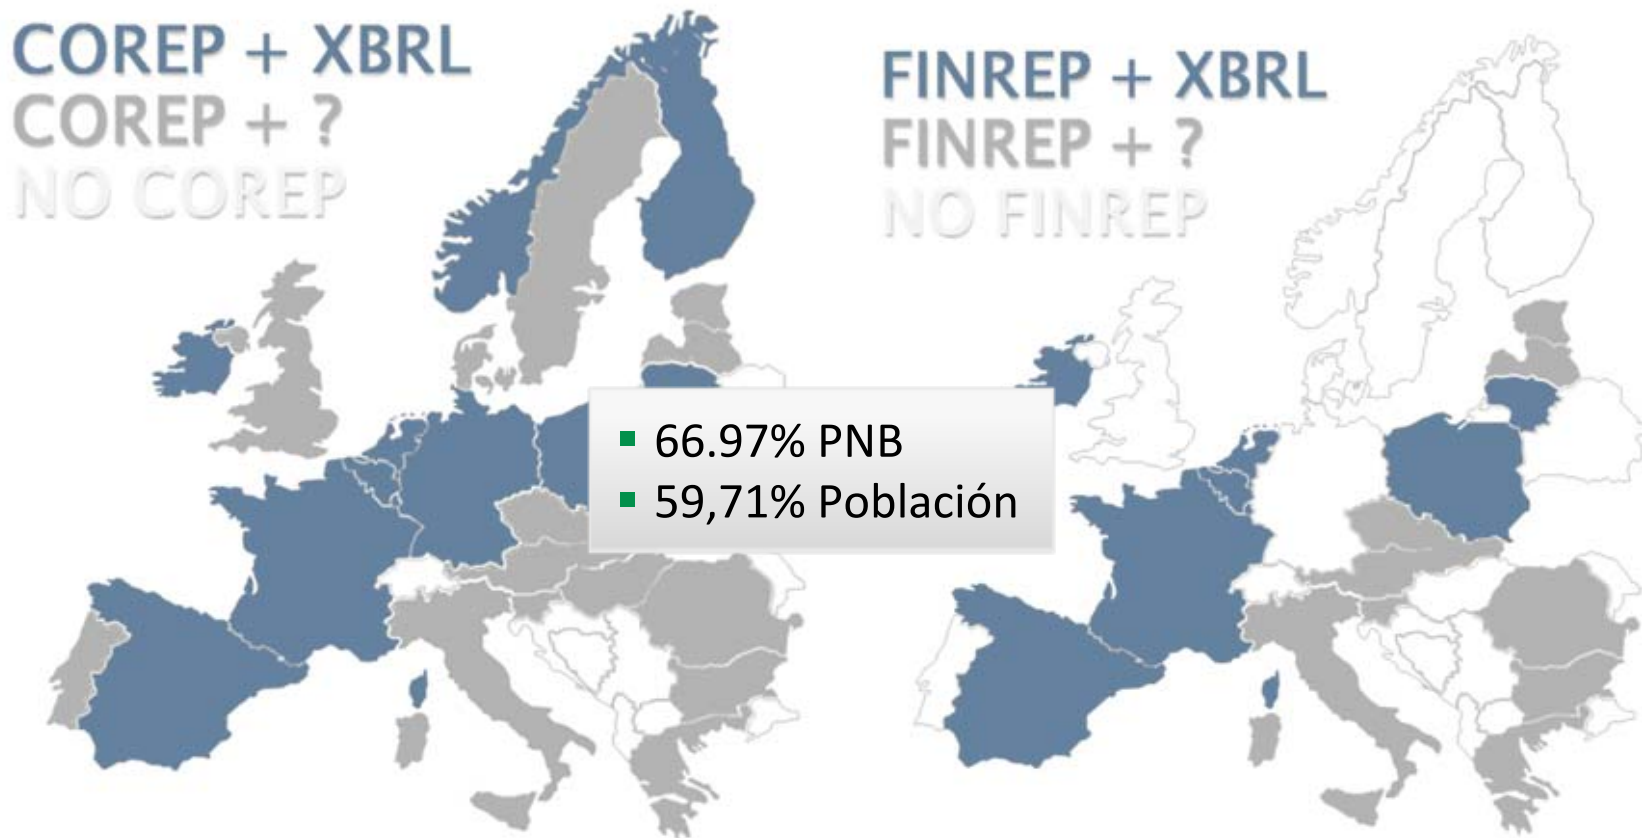 COREP + XBRL
COREP + ?
NO COREP
FINREP + XBRL
FINREP + ?
NO FINREP
▪ 66.97% PNB
▪ 59,71% Población